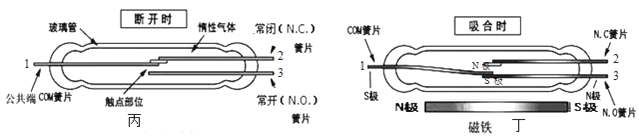 断开时
玻璃管
惰性气体
常闭(N.C.)
簧片
1
2
3
公共端COM簧片
触点部位
常开(N.O.)
簧片
丙
吸合时
COM簧片
N.C簧片
1
2
N极
S极
3
S极
N极
N.O簧片
N极
S极
磁铁
丁